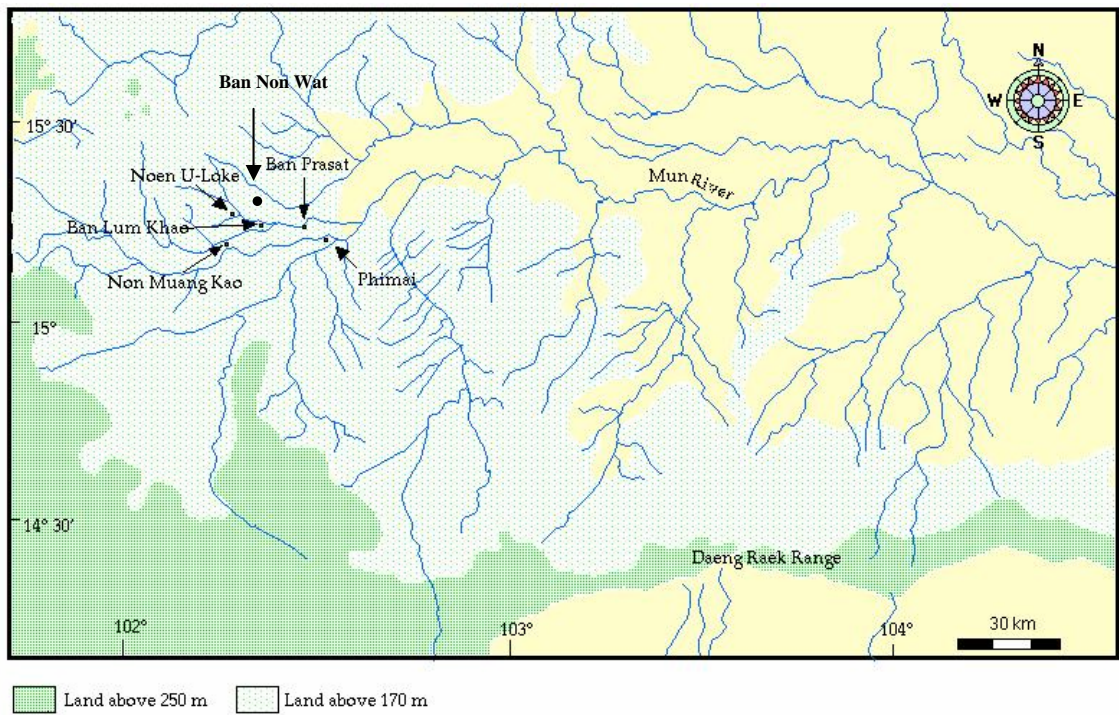 Ban Non Wat
N
W
E
S
15° 30'
Ban Prasat
Noen U-Loke
Mun River
Ban Lum Khao
Non Muang Kao
Phimai
15°
14° 30'
Daeng Raek Range
102°
103°
104°
30 km
Land above 250 m
Land above 170 m